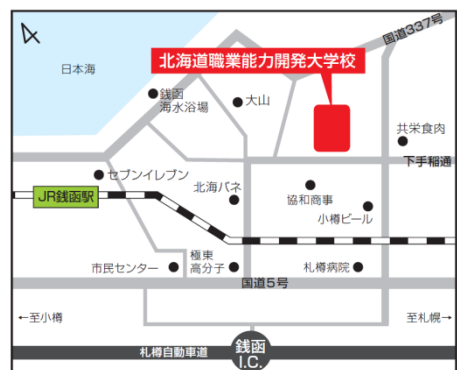 国道337号
日本海
北海道職業能力開発大学校
銭函
海水浴場
大山
共栄食肉
下手稲通
セブンイレブン
JR銭函駅
北海バネ
協和商事
小樽ビール
市民センター
極東
高分子
札樽病院
国道5号
←至小樽
至札幌→
札樽自動車道
銭函
I.C.